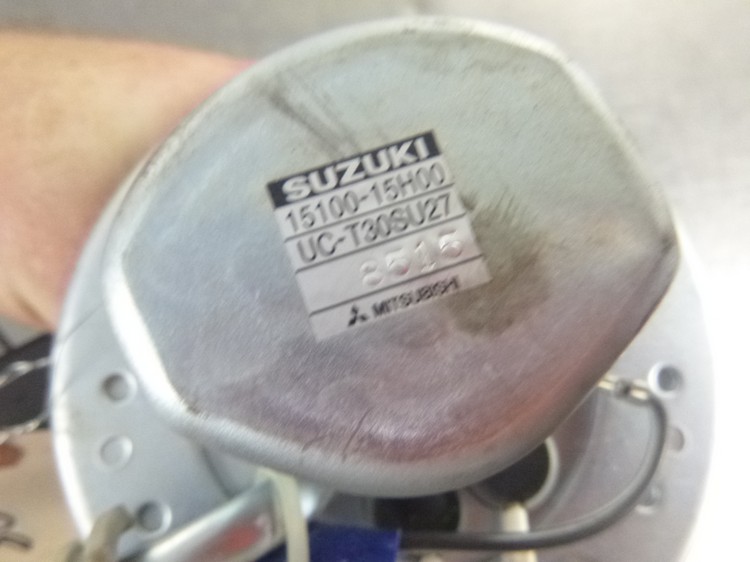 SUZUKI
15100-15H00
UC-T30SU27
8515
MITSUBISHI